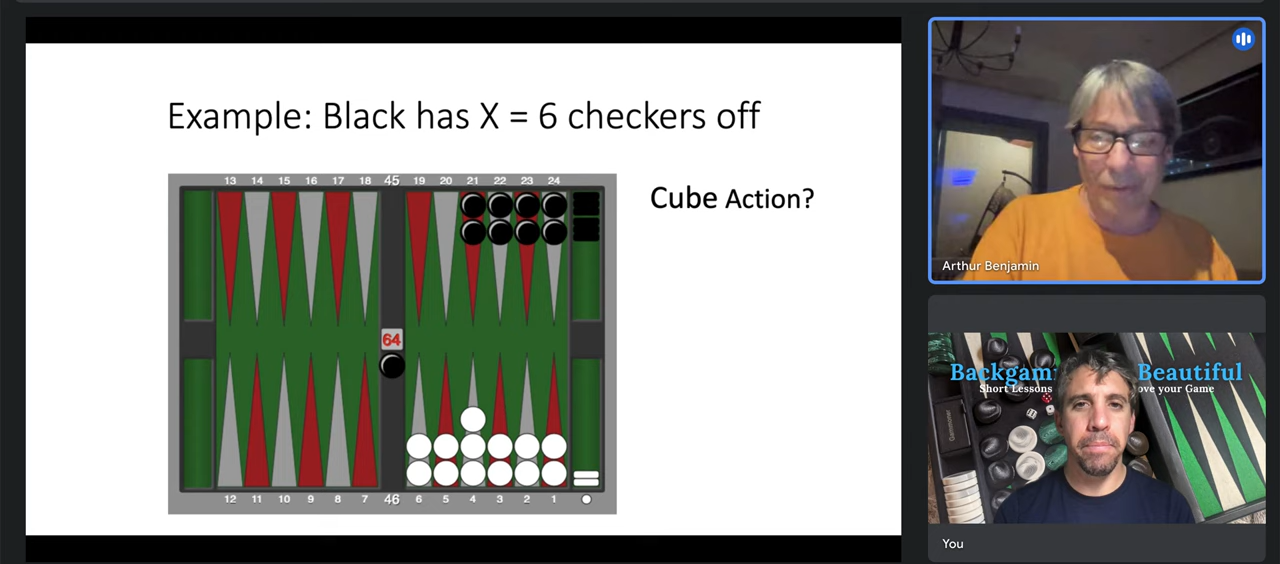 Example: Black has X = 6 checkers off
13 14 15 16 17 18 45 19 20 21 22 23 24
Cube Action?
64
12 11 10 9 8 7 46 6 5 4 3 2 1
Arthur Benjamin
Backgam Beautiful
Short Lessons ove your Game
You